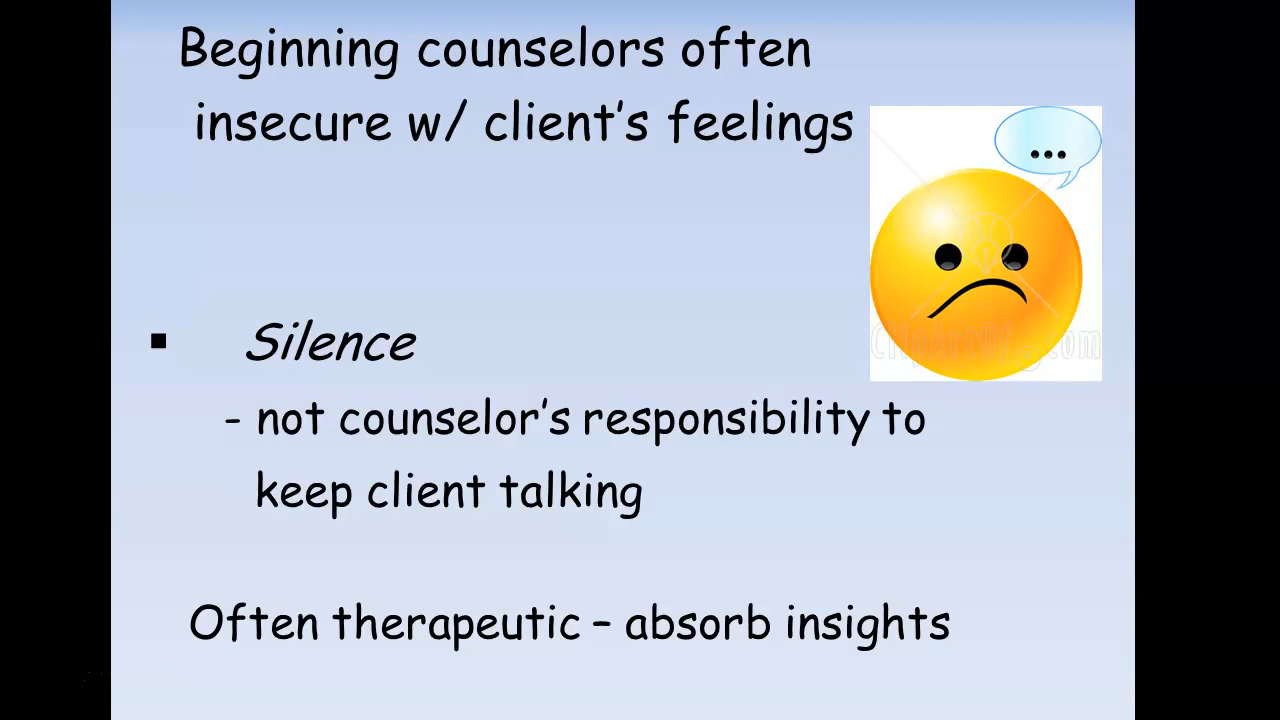 Beginning counselors often
insecure w/ client's feelings
...
▪ Silence
- not counselor's responsibility to
keep client talking
Often therapeutic – absorb insights